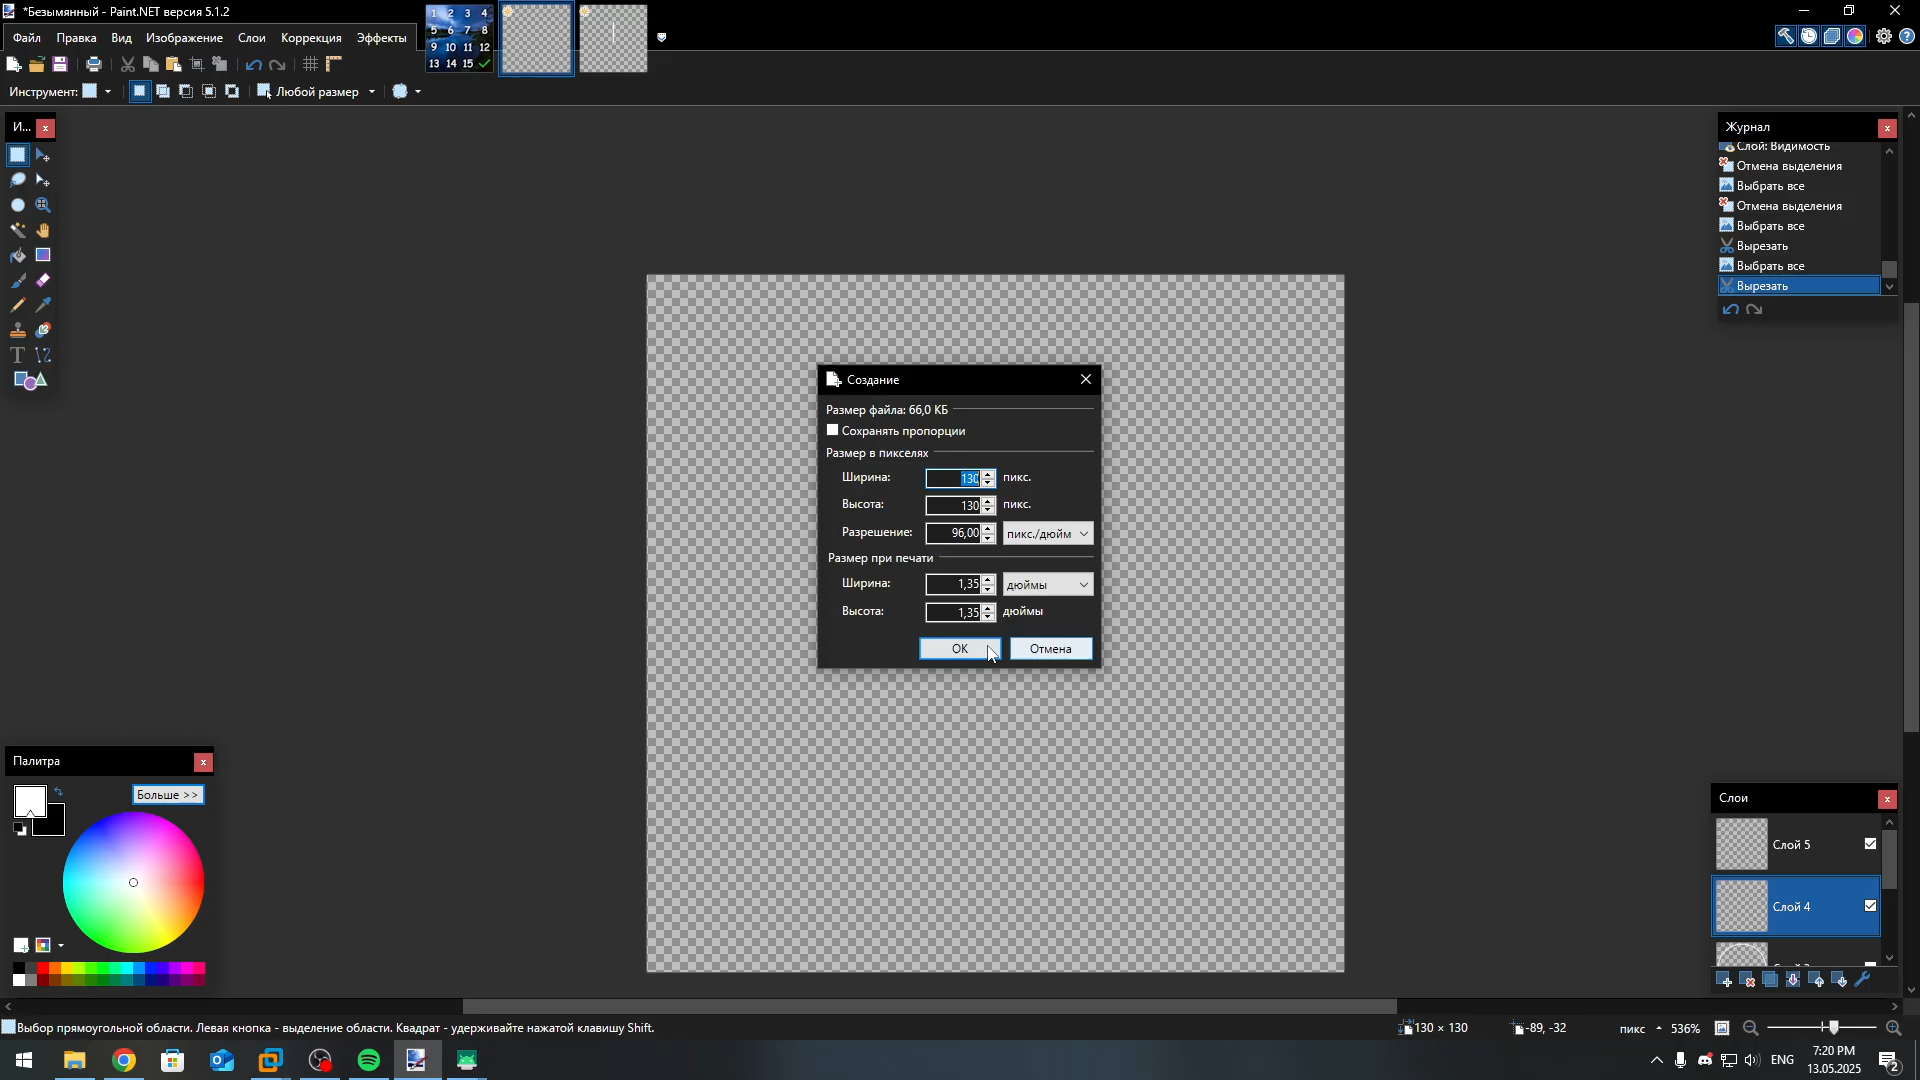 *Безымянный - Paint.NET версия 5.1.2
Файл Правка Вид Изображение Слои Коррекция Эффекты
1 2 3 4
5 6 7 8
9 10 11 12
13 14 15
Инструмент:
Любой размер
И...
Журнал
Слой: Видимость
Отмена выделения
Выбрать все
Отмена выделения
Выбрать все
Вырезать
Выбрать все
Вырезать
Создание
Размер файла: 66,0 КБ
Сохранять пропорции
Размер в пикселях
Ширина: 130 пикс.
Высота: 130 пикс.
Разрешение: 96,00 пикс./дюйм
Размер при печати
Ширина: 1,35 дюймы
Высота: 1,35 дюймы
ОК Отмена
Палитра
Больше >>
Слои
Слой 5
Слой 4
Выбор прямоугольной области. Левая кнопка - выделение области. Квадрат - удерживайте нажатой клавишу Shift.
130 × 130
-89, -32
пикс
536%
ENG
7:20 PM
13.05.2025
2